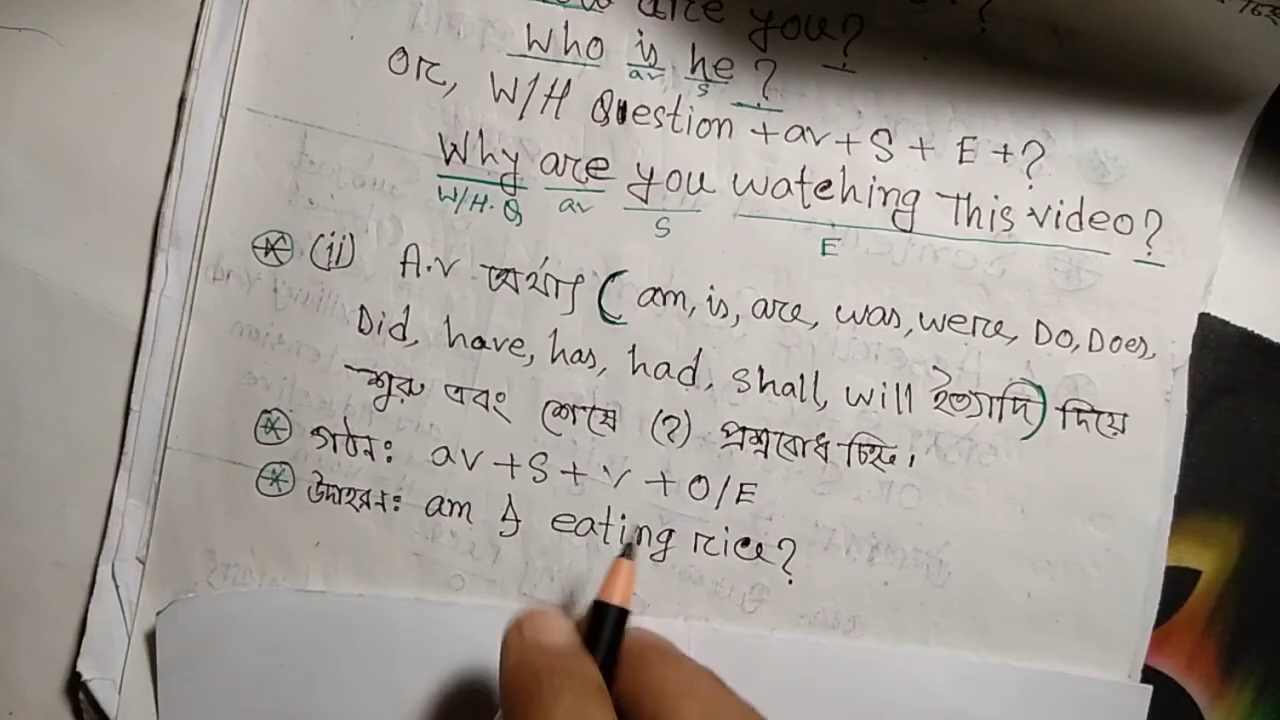 are you?
Who is he ?
av s
Or, W/H Question + av + S + E + ?
Why are you watching This video?
W/H.Q av S E
(ii) A.V অর্থাৎ ( am, is, are, was, were, Do, Does,
Did, have, has, had, shall, will ইত্যাদি) দিয়ে
শুরু এবং শেষে (?) প্রশ্নবোধ চিহ্ন।
গঠন: av + S + v + O/E
উদাহরন: am I eating rice?